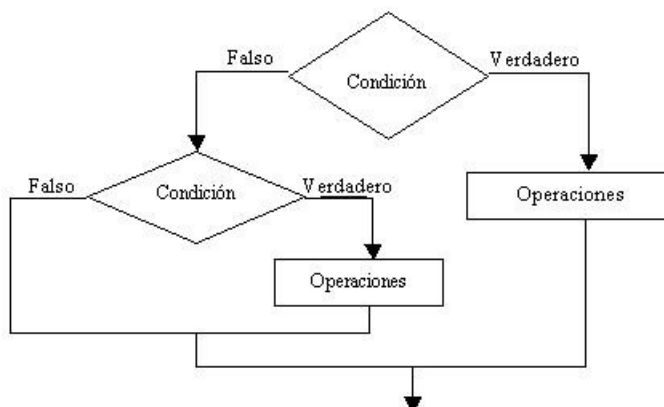 Falso
Verdadero
Condición
Falso
Condición
Verdadero
Operaciones
Operaciones